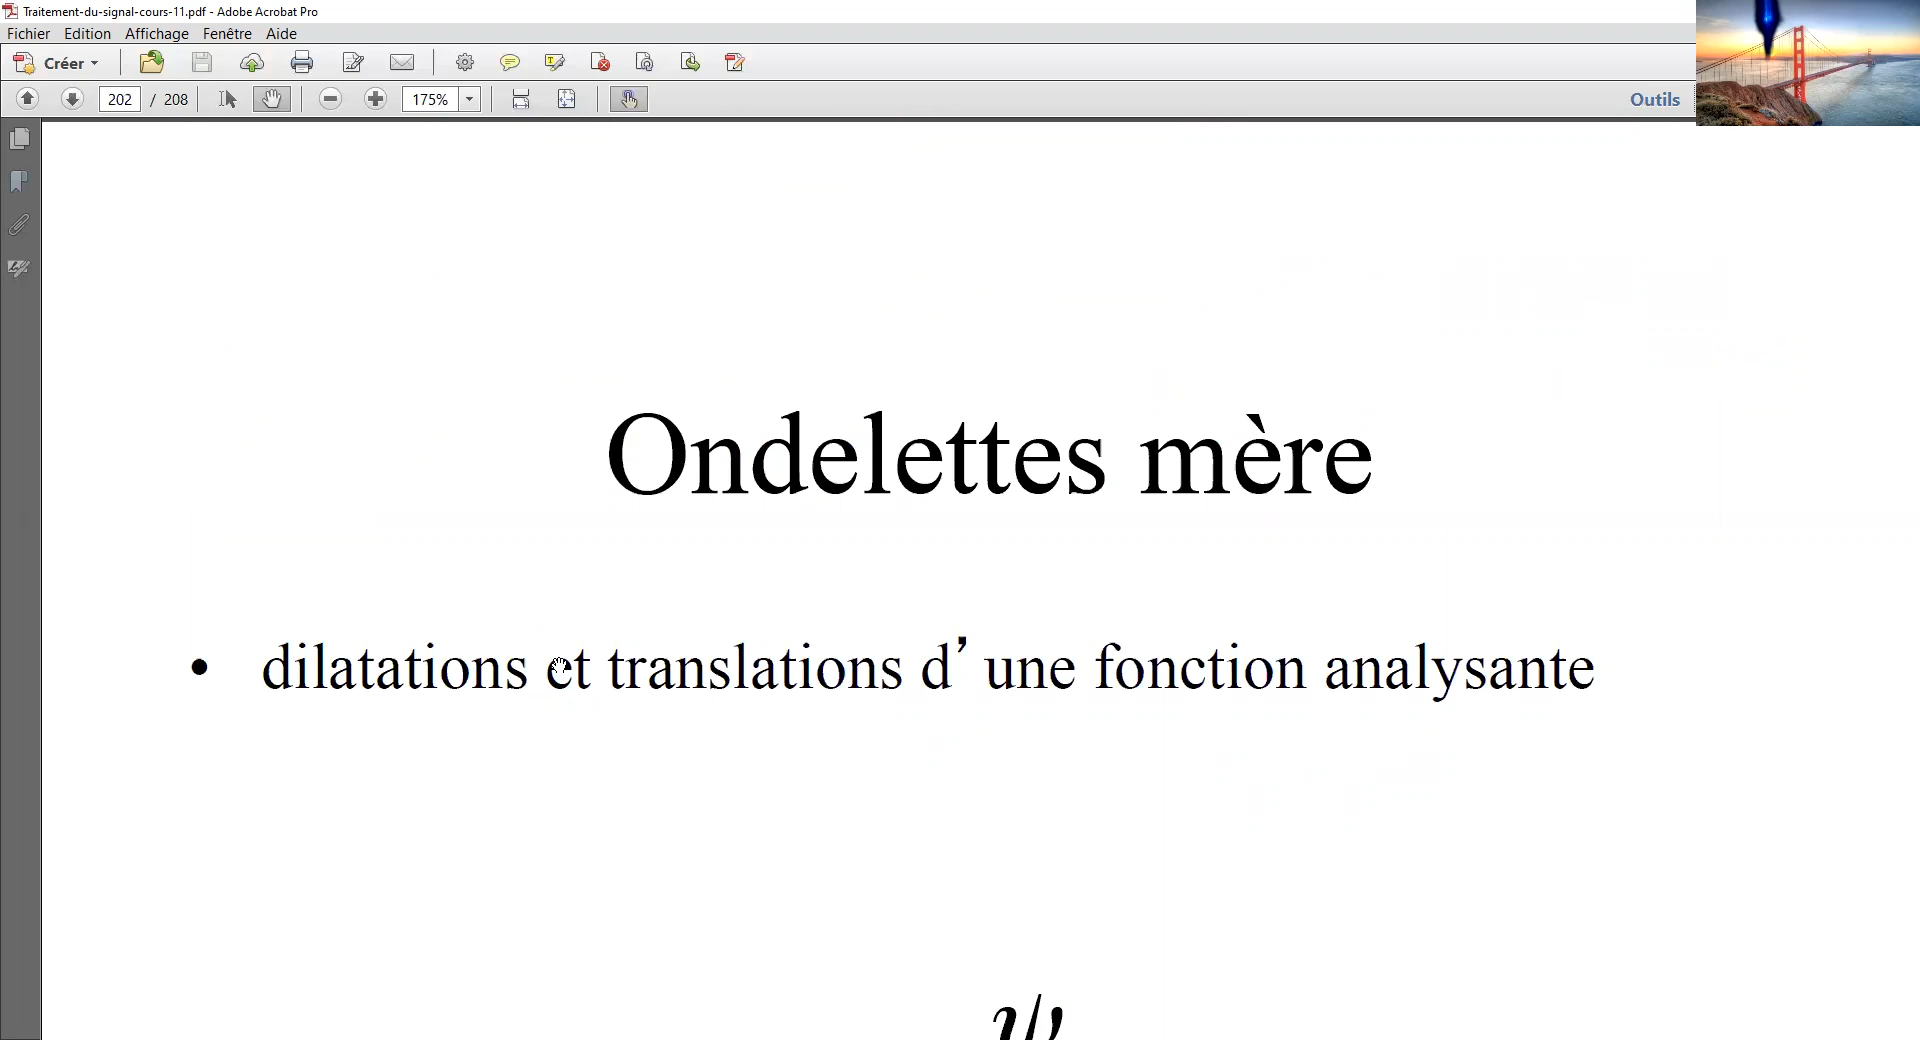 Traitement-du-signal-cours-11.pdf - Adobe Acrobat Pro
Fichier Edition Affichage Fenêtre Aide
Créer
202 / 208 175% Outils
Ondelettes mère
• dilatations et translations d’une fonction analysante
ψ